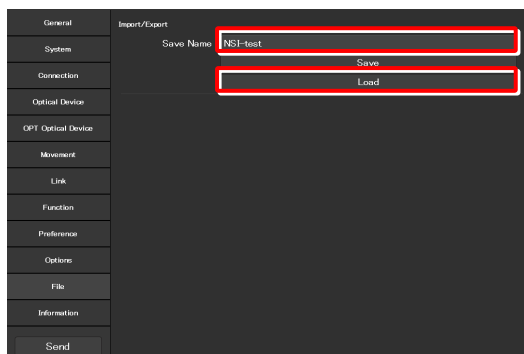 General
System
Connection
Optical Device
OPT Optical Device
Movement
Link
Function
Preference
Options
File
Information
Send
Import/Export
Save Name NSI-test
Save
Load